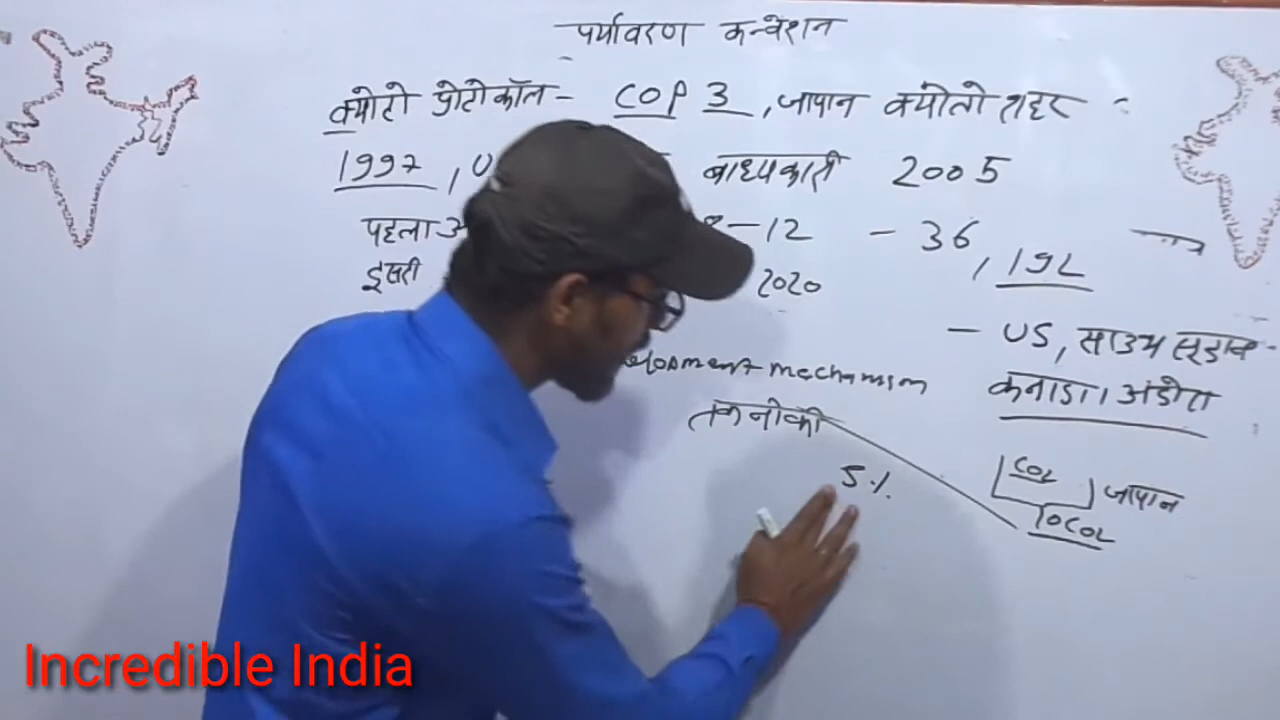 पर्यावरण कन्वेशन
क्योटो प्रोटोकॉल - COP 3, जापान क्योतो शहर
1997, U बाध्यकारी 2005
पहला - 12 - 36, 192
दूसरी 2020
- US, साउथ सूडान
mechanism कनाडा। अंडोरा
तकनीकी
5% CO2 जापान
10CO2
Incredible India